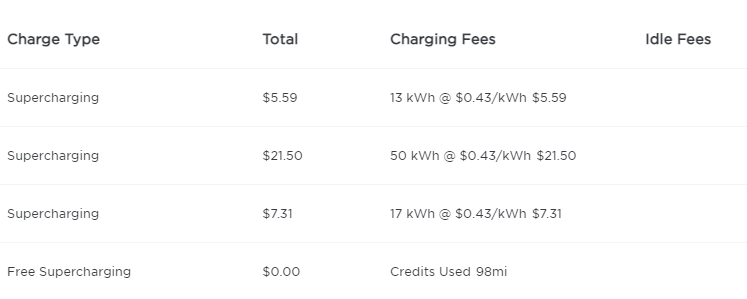 Charge Type Total Charging Fees Idle Fees
Supercharging $5.59 13 kWh @ $0.43/kWh $5.59
Supercharging $21.50 50 kWh @ $0.43/kWh $21.50
Supercharging $7.31 17 kWh @ $0.43/kWh $7.31
Free Supercharging $0.00 Credits Used 98mi